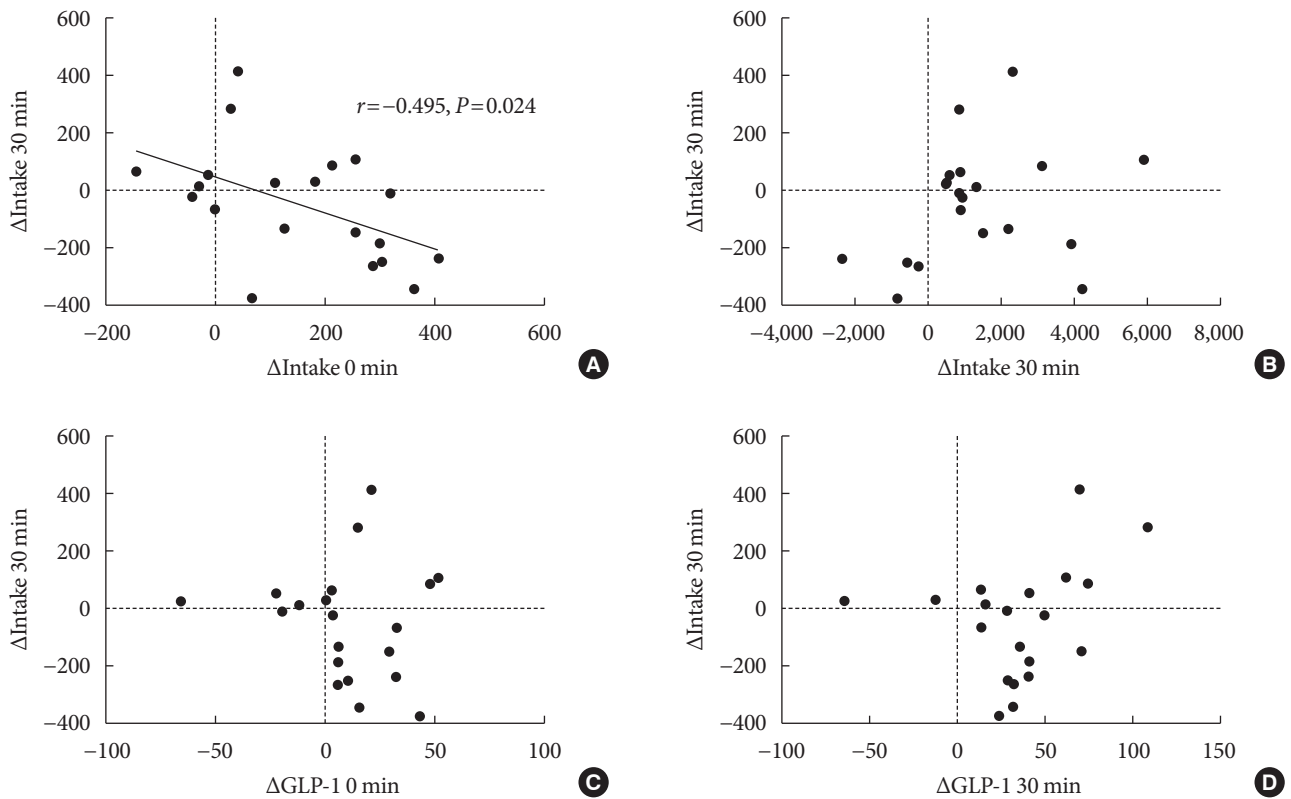 600
400
200
0
−200
−400
ΔIntake 30 min
r=−0.495, P=0.024
−200 0 200 400 600
ΔIntake 0 min
A
600
400
200
0
−200
−400
ΔIntake 30 min
−4,000 −2,000 0 2,000 4,000 6,000 8,000
ΔIntake 30 min
B
600
400
200
0
−200
−400
ΔIntake 30 min
−100 −50 0 50 100
ΔGLP-1 0 min
C
600
400
200
0
−200
−400
ΔIntake 30 min
−100 −50 0 50 100 150
ΔGLP-1 30 min
D